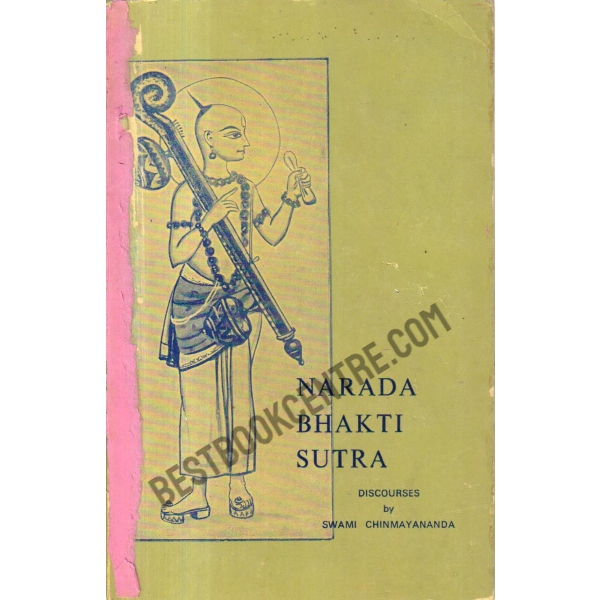 NARADA
BHAKTI
SUTRA
DISCOURSES
by
SWAMI CHINMAYANANDA
BESTBOOKCENTRE.COM